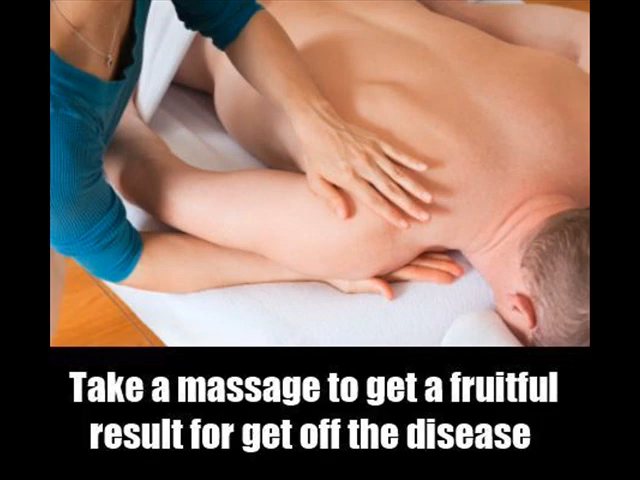 Take a massage to get a fruitful
result for get off the disease